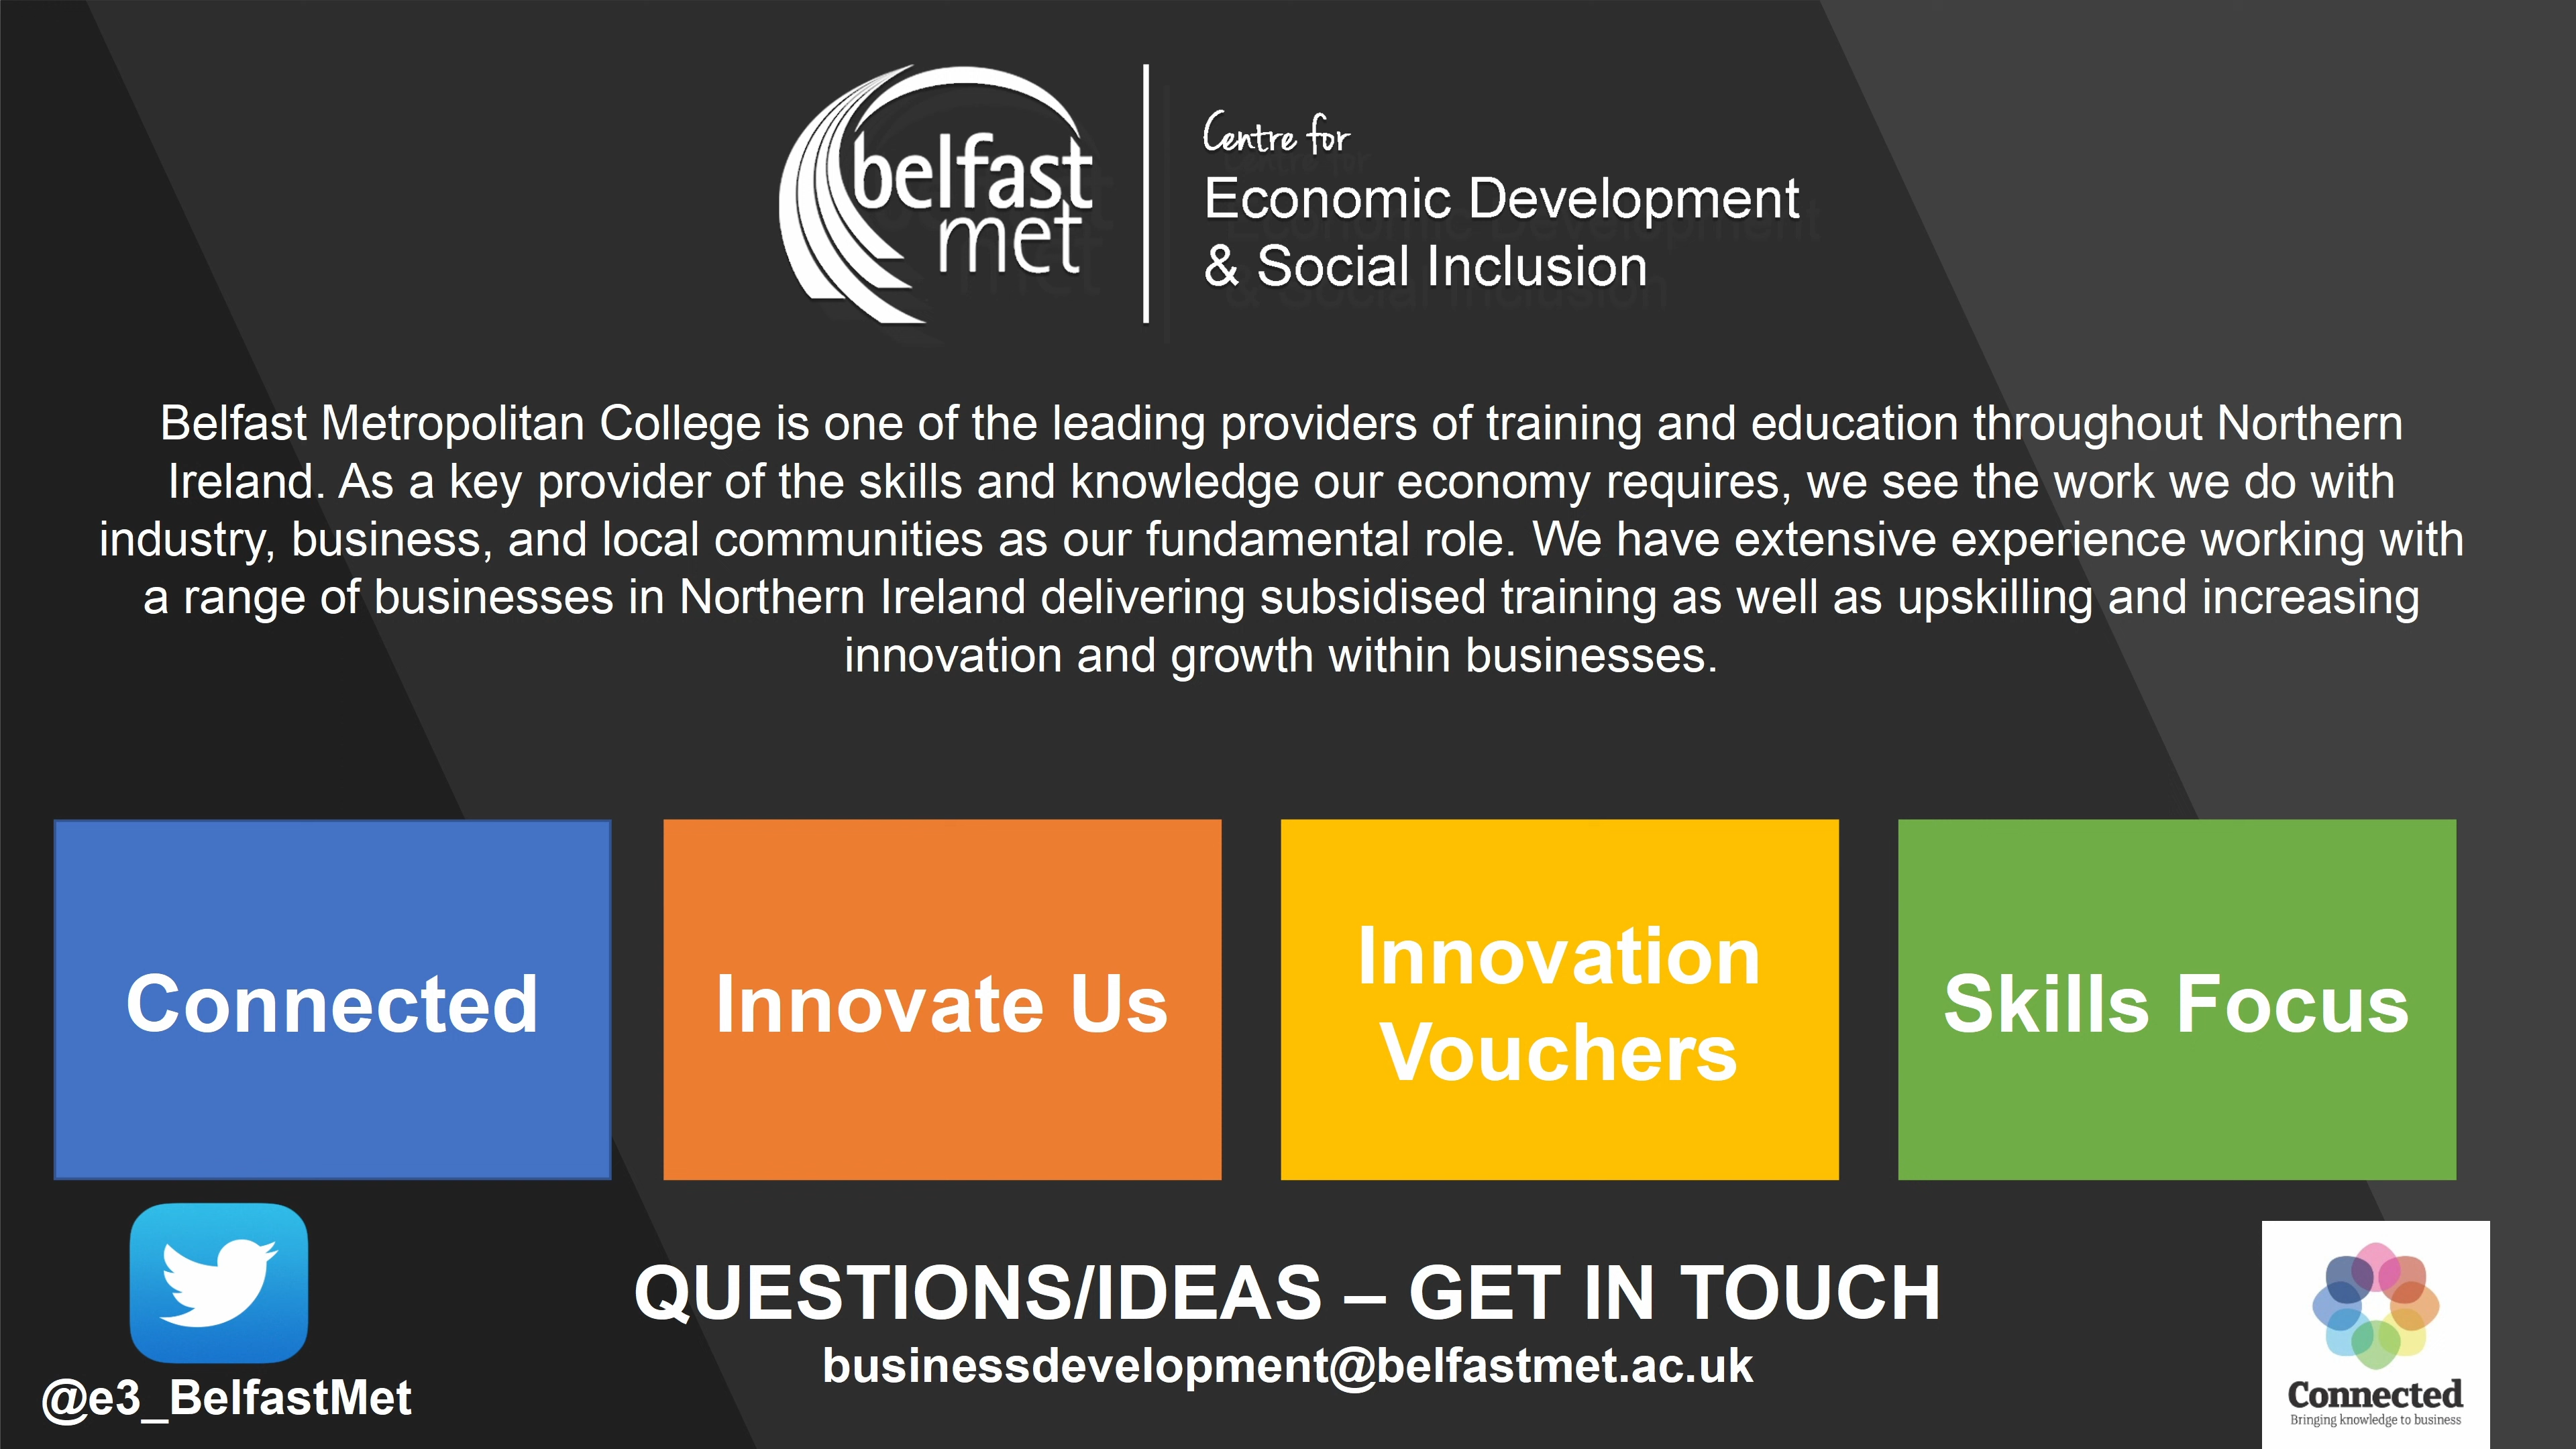 belfast
met
Centre for
Economic Development
& Social Inclusion
Belfast Metropolitan College is one of the leading providers of training and education throughout Northern
Ireland. As a key provider of the skills and knowledge our economy requires, we see the work we do with
industry, business, and local communities as our fundamental role. We have extensive experience working with
a range of businesses in Northern Ireland delivering subsidised training as well as upskilling and increasing
innovation and growth within businesses.
Connected
Innovate Us
Innovation
Vouchers
Skills Focus
QUESTIONS/IDEAS – GET IN TOUCH
businessdevelopment@belfastmet.ac.uk
@e3_BelfastMet
Connected
Bringing knowledge to business